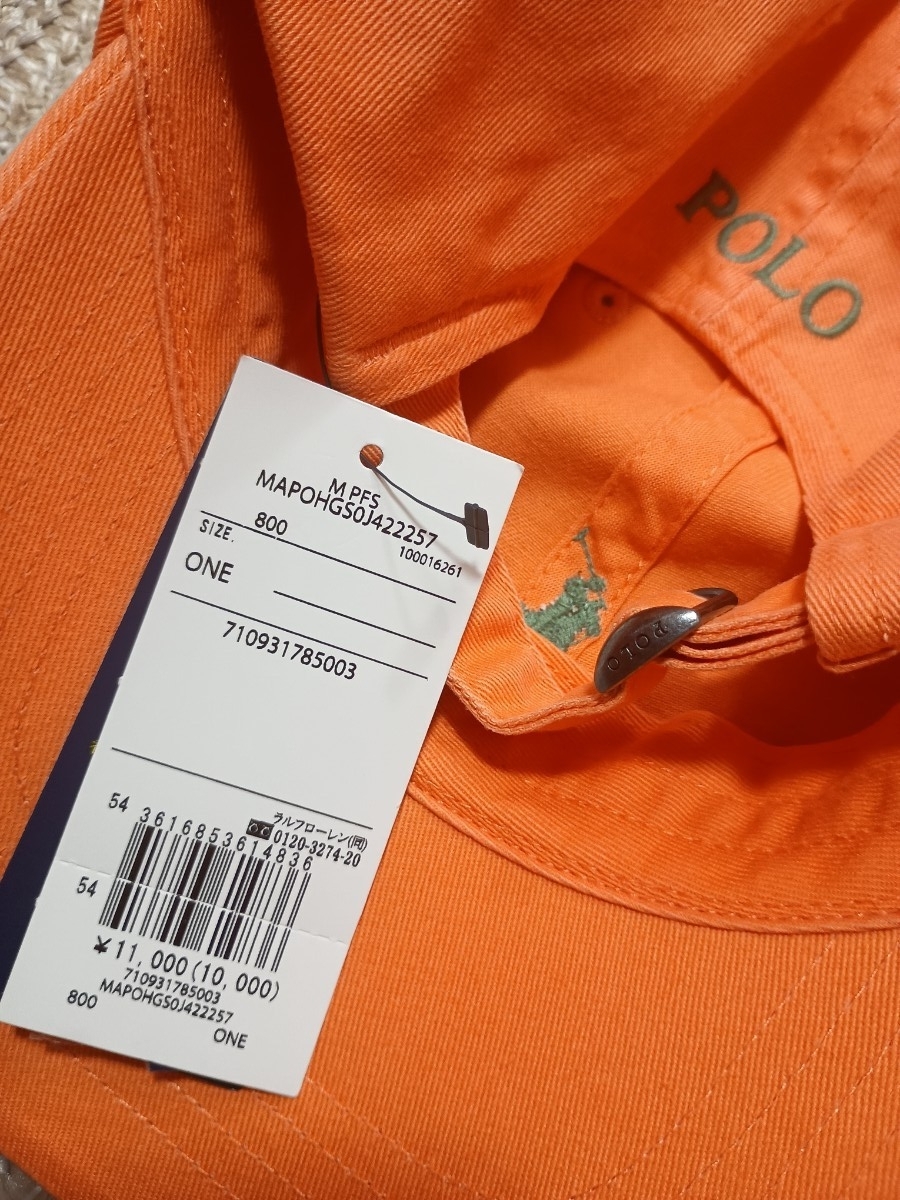 POLO
POLO
M PFS
MAPOHGS0J422257
800
100016261
SIZE.
ONE
710931785003
54
3616853614836
ラルフローレン(同)
0120-3274-20
54
¥11,000(10,000)
710931785003
MAPOHGS0J422257
800
ONE